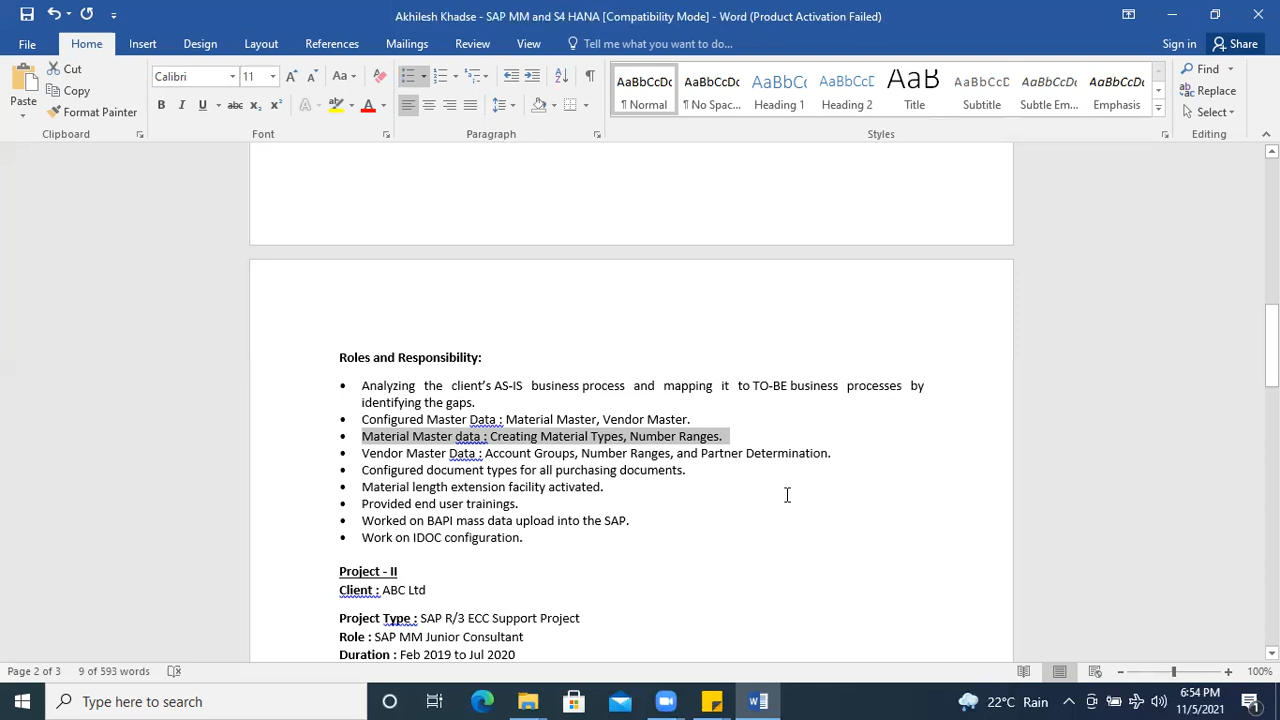 Akhilesh Khadse - SAP MM and S4 HANA [Compatibility Mode] - Word (Product Activation Failed)
File Home Insert Design Layout References Mailings Review View Tell me what you want to do... Sign in Share
Paste Cut Copy Format Painter
Calibri 11
AaBbCcDc ¶ Normal
AaBbCcDc ¶ No Spac...
AaBbCc Heading 1
AaBbCcD Heading 2
AaB Title
AaBbCcD Subtitle
AaBbCcDc Subtle Em...
AaBbCcDc Emphasis
Find
Replace
Select
Clipboard Font Paragraph Styles Editing
Roles and Responsibility:
• Analyzing the client’s AS-IS business process and mapping it to TO-BE business processes by
identifying the gaps.
• Configured Master Data : Material Master, Vendor Master.
• Material Master data : Creating Material Types, Number Ranges.
• Vendor Master Data : Account Groups, Number Ranges, and Partner Determination.
• Configured document types for all purchasing documents.
• Material length extension facility activated.
• Provided end user trainings.
• Worked on BAPI mass data upload into the SAP.
• Work on IDOC configuration.
Project - II
Client : ABC Ltd
Project Type : SAP R/3 ECC Support Project
Role : SAP MM Junior Consultant
Duration : Feb 2019 to Jul 2020
Page 2 of 3 9 of 593 words 100%
Type here to search 22°C Rain 6:54 PM
11/5/2021